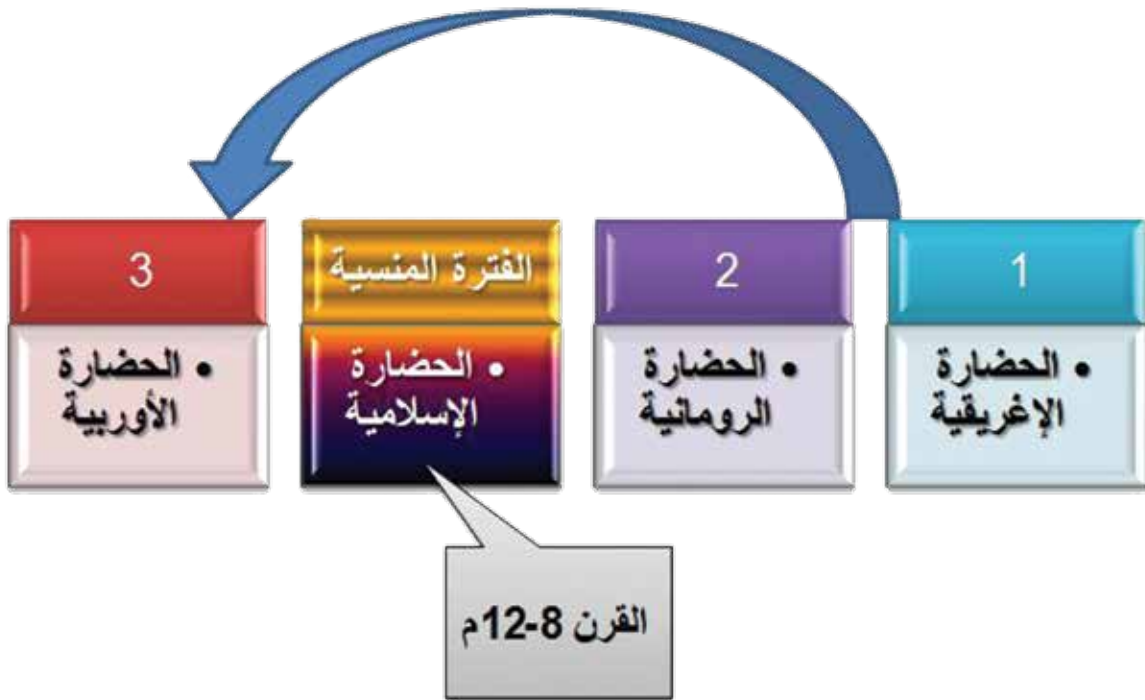 1
• الحضارة
الإغريقية
2
• الحضارة
الرومانية
الفترة المنسية
• الحضارة
الإسلامية
3
• الحضارة
الأوربية
القرن 8-12م